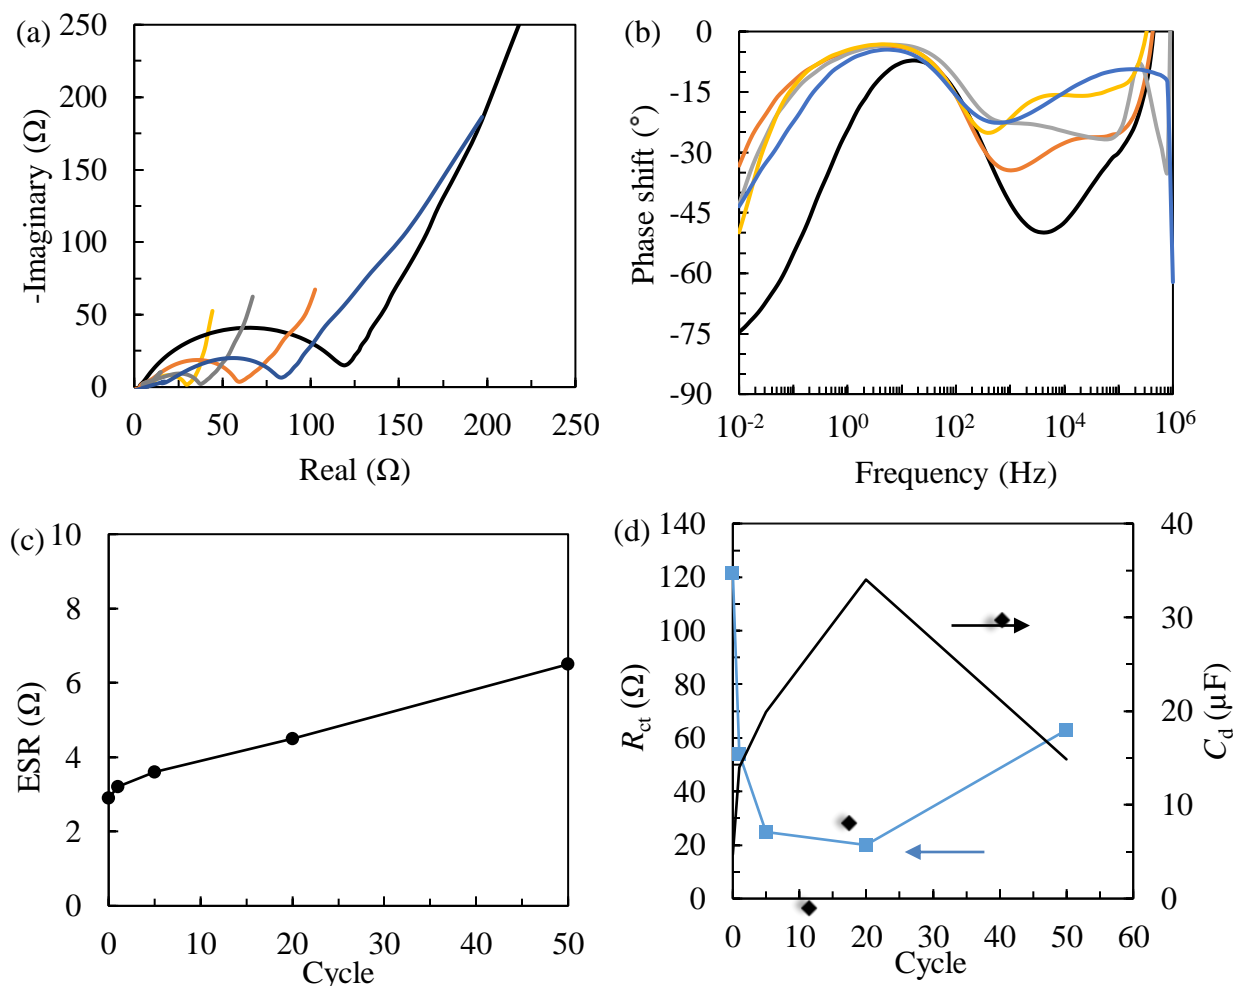 (a)
250
200
150
100
50
0
-Imaginary (Ω)
0 50 100 150 200 250
Real (Ω)
(b)
0
-15
-30
-45
-60
-75
-90
Phase shift (°)
10-2 100 102 104 106
Frequency (Hz)
(c)
10
8
6
4
2
0
ESR (Ω)
0 10 20 30 40 50
Cycle
(d)
140
120
100
80
60
40
20
0
Rct (Ω)
40
30
20
10
0
Cd (µF)
0 10 20 30 40 50 60
Cycle